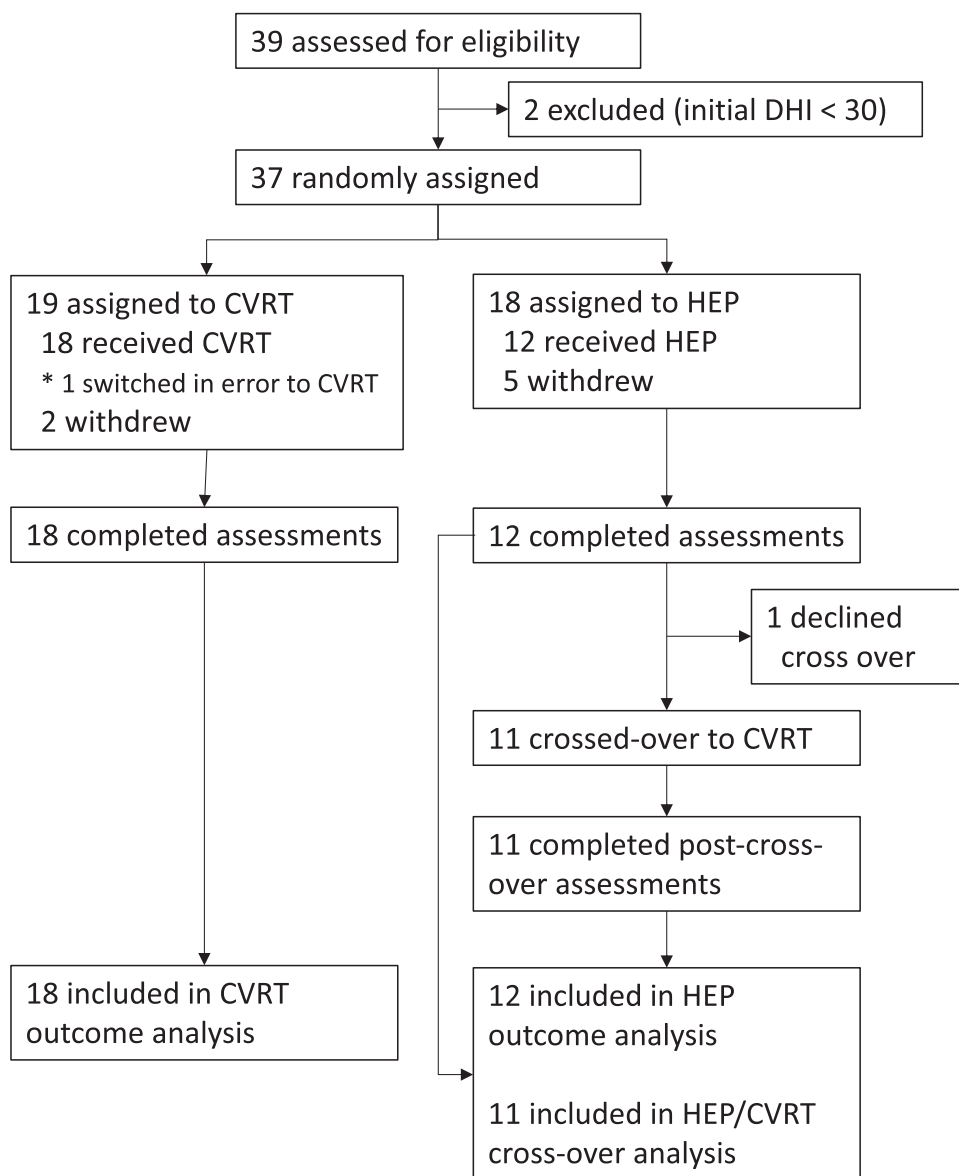 39 assessed for eligibility
2 excluded (initial DHI < 30)
37 randomly assigned
19 assigned to CVRT
18 received CVRT
* 1 switched in error to CVRT
2 withdrew
18 assigned to HEP
12 received HEP
5 withdrew
18 completed assessments
12 completed assessments
1 declined
cross over
11 crossed-over to CVRT
11 completed post-cross-
over assessments
18 included in CVRT
outcome analysis
12 included in HEP
outcome analysis
11 included in HEP/CVRT
cross-over analysis